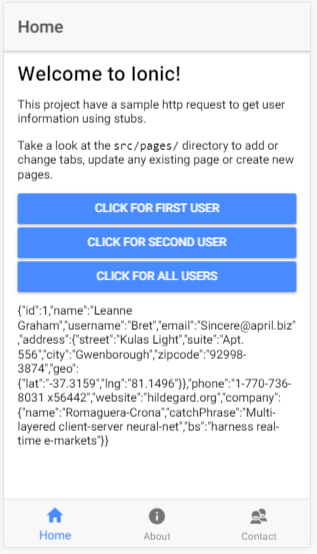 Home
Welcome to Ionic!
This project have a sample http request to get user
information using stubs.
Take a look at the src/pages/ directory to add or
change tabs, update any existing page or create new
pages.
CLICK FOR FIRST USER
CLICK FOR SECOND USER
CLICK FOR ALL USERS
{"id":1,"name":"Leanne
Graham","username":"Bret","email":"Sincere@april.biz"
,"address":{"street":"Kulas Light","suite":"Apt.
556","city":"Gwenborough","zipcode":"92998-
3874","geo":
{"lat":"-37.3159","lng":"81.1496"}},"phone":"1-770-736-
8031 x56442","website":"hildegard.org","company":
{"name":"Romaguera-Crona","catchPhrase":"Multi-
layered client-server neural-net","bs":"harness real-
time e-markets"}}
Home About Contact